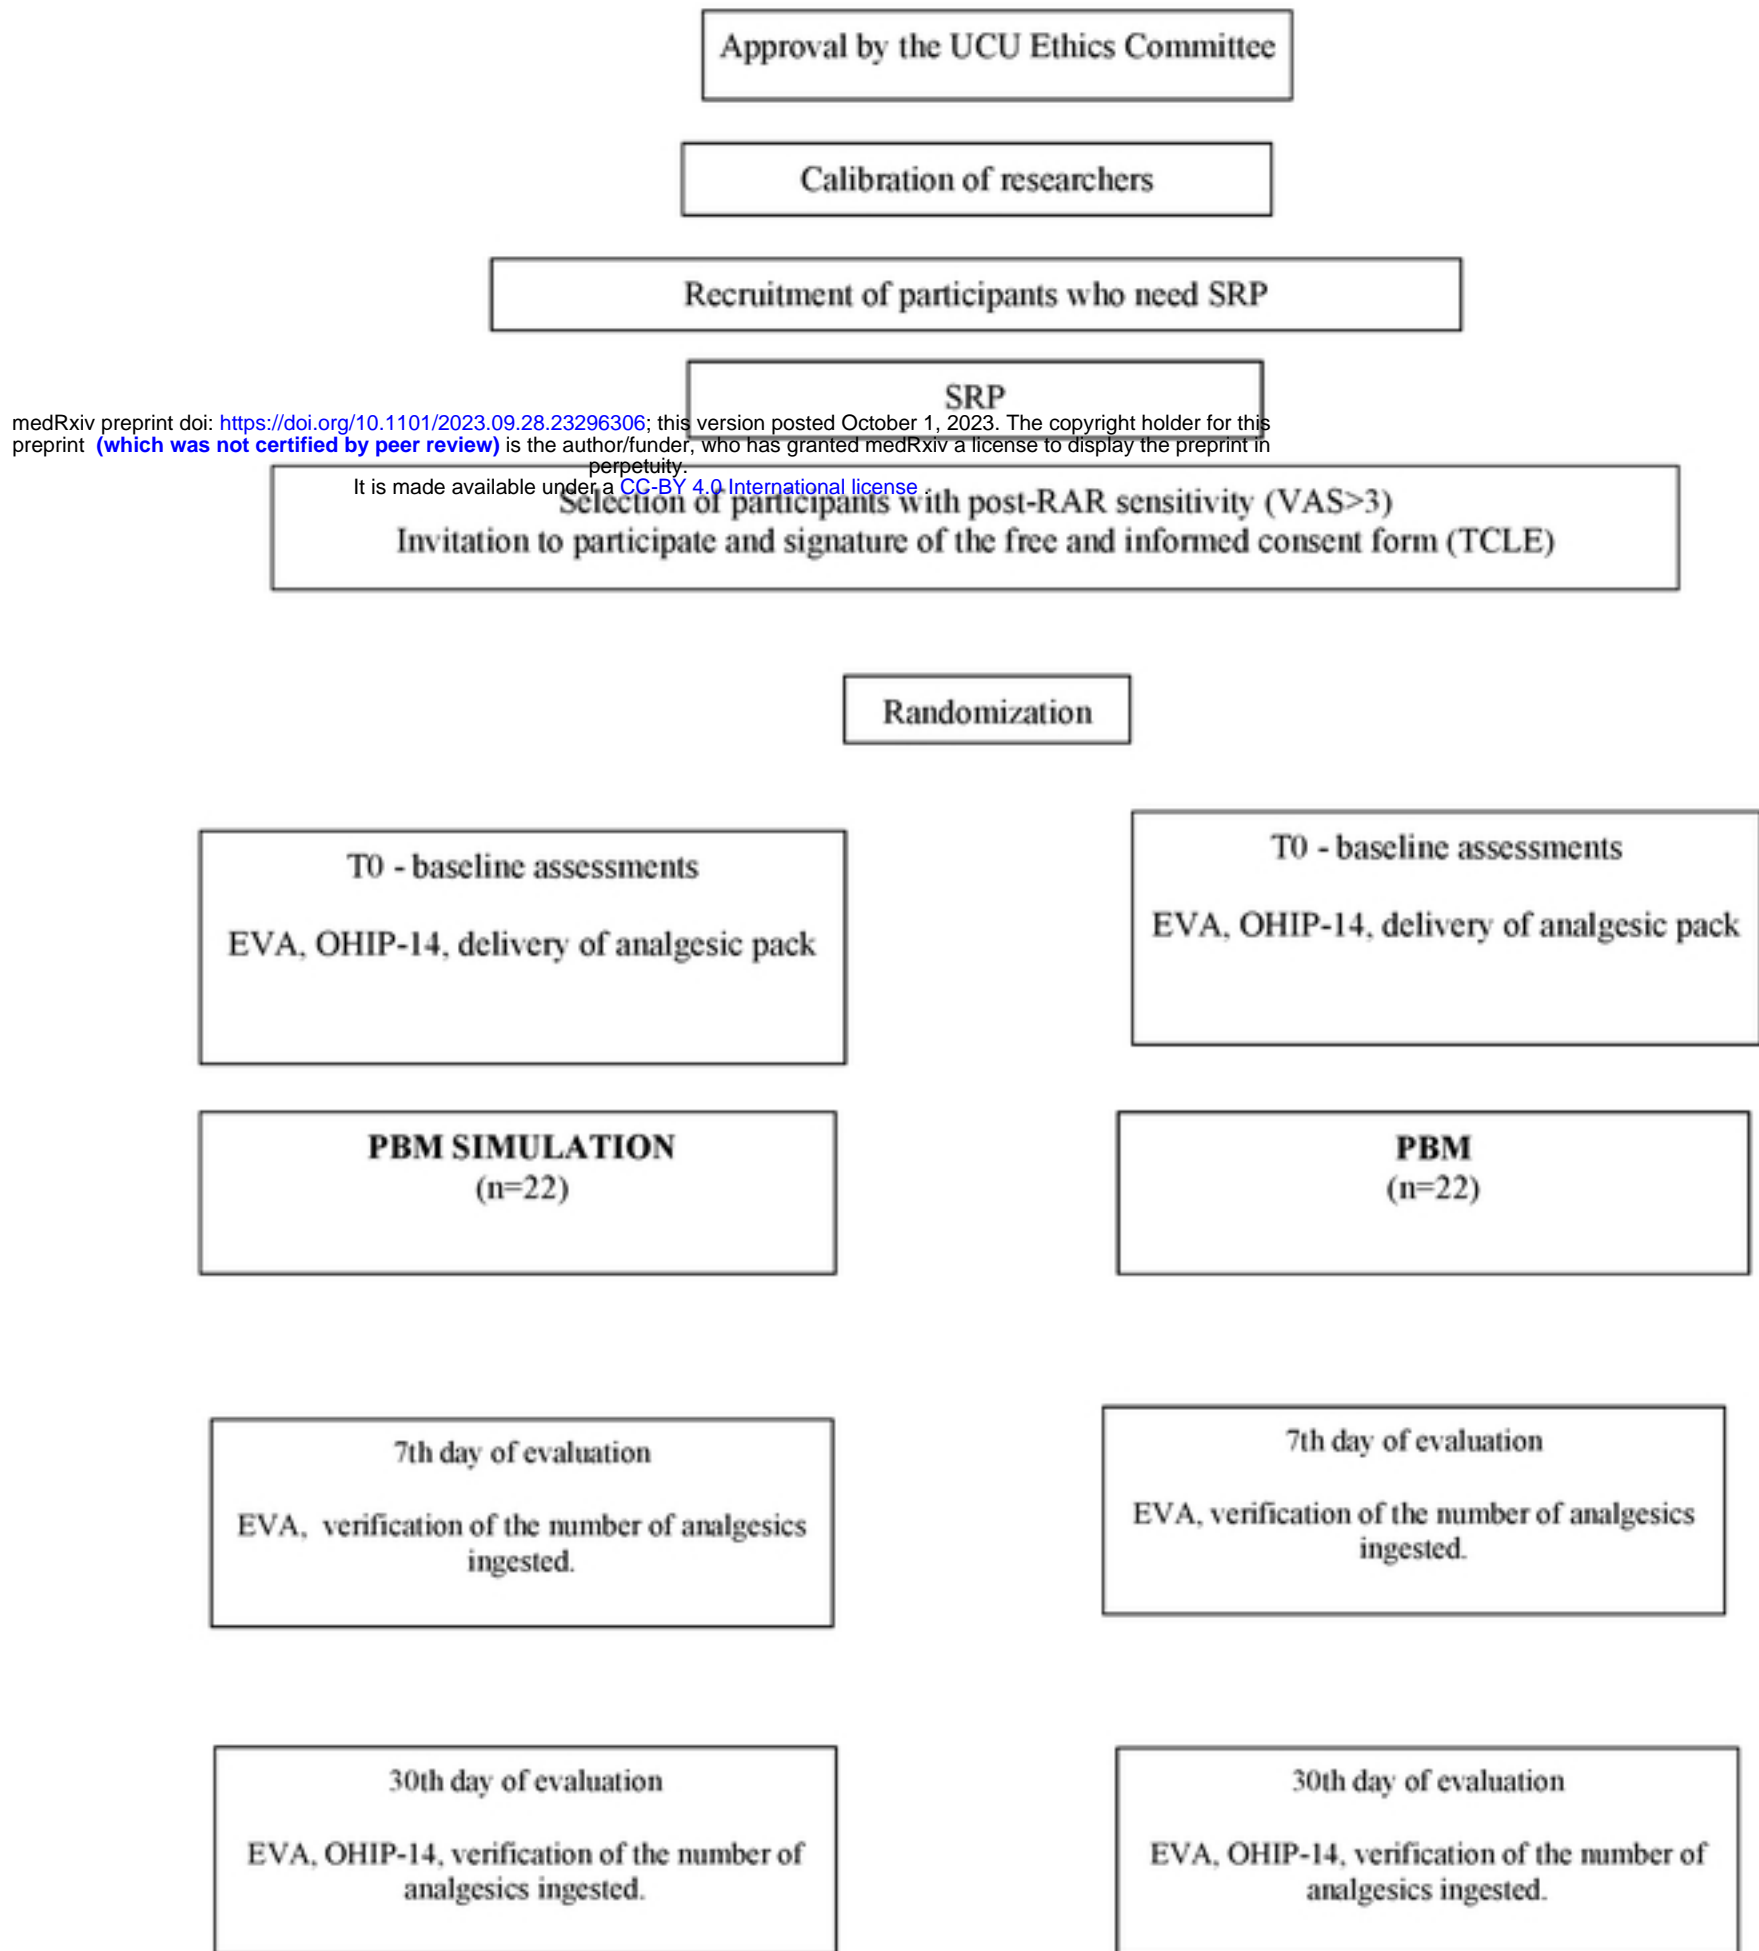 Approval by the UCU Ethics Committee
Calibration of researchers
Recruitment of participants who need SRP
SRP
medRxiv preprint doi: https://doi.org/10.1101/2023.09.28.23296306; this version posted October 1, 2023. The copyright holder for this
preprint (which was not certified by peer review) is the author/funder, who has granted medRxiv a license to display the preprint in
perpetuity.
It is made available under a CC-BY 4.0 International license .
Selection of participants with post-RAR sensitivity (VAS>3)
Invitation to participate and signature of the free and informed consent form (TCLE)
Randomization
T0 - baseline assessments
EVA, OHIP-14, delivery of analgesic pack
T0 - baseline assessments
EVA, OHIP-14, delivery of analgesic pack
PBM SIMULATION
(n=22)
PBM
(n=22)
7th day of evaluation
EVA, verification of the number of analgesics
ingested.
7th day of evaluation
EVA, verification of the number of analgesics
ingested.
30th day of evaluation
EVA, OHIP-14, verification of the number of
analgesics ingested.
30th day of evaluation
EVA, OHIP-14, verification of the number of
analgesics ingested.